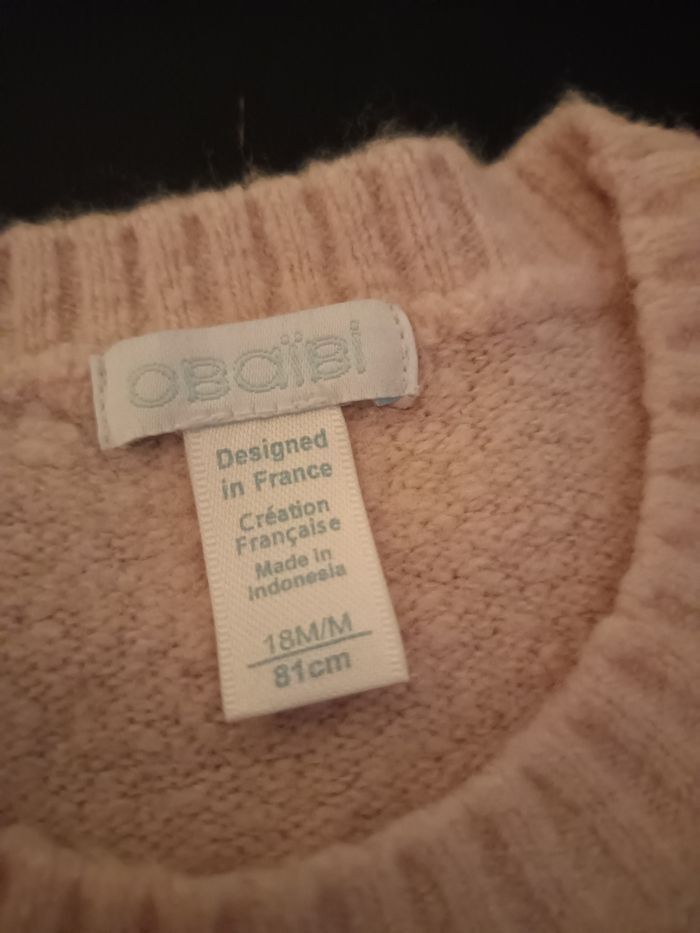 OBaïBi
Designed
in France
Création
Française
Made in
Indonesia
18M/M
81cm